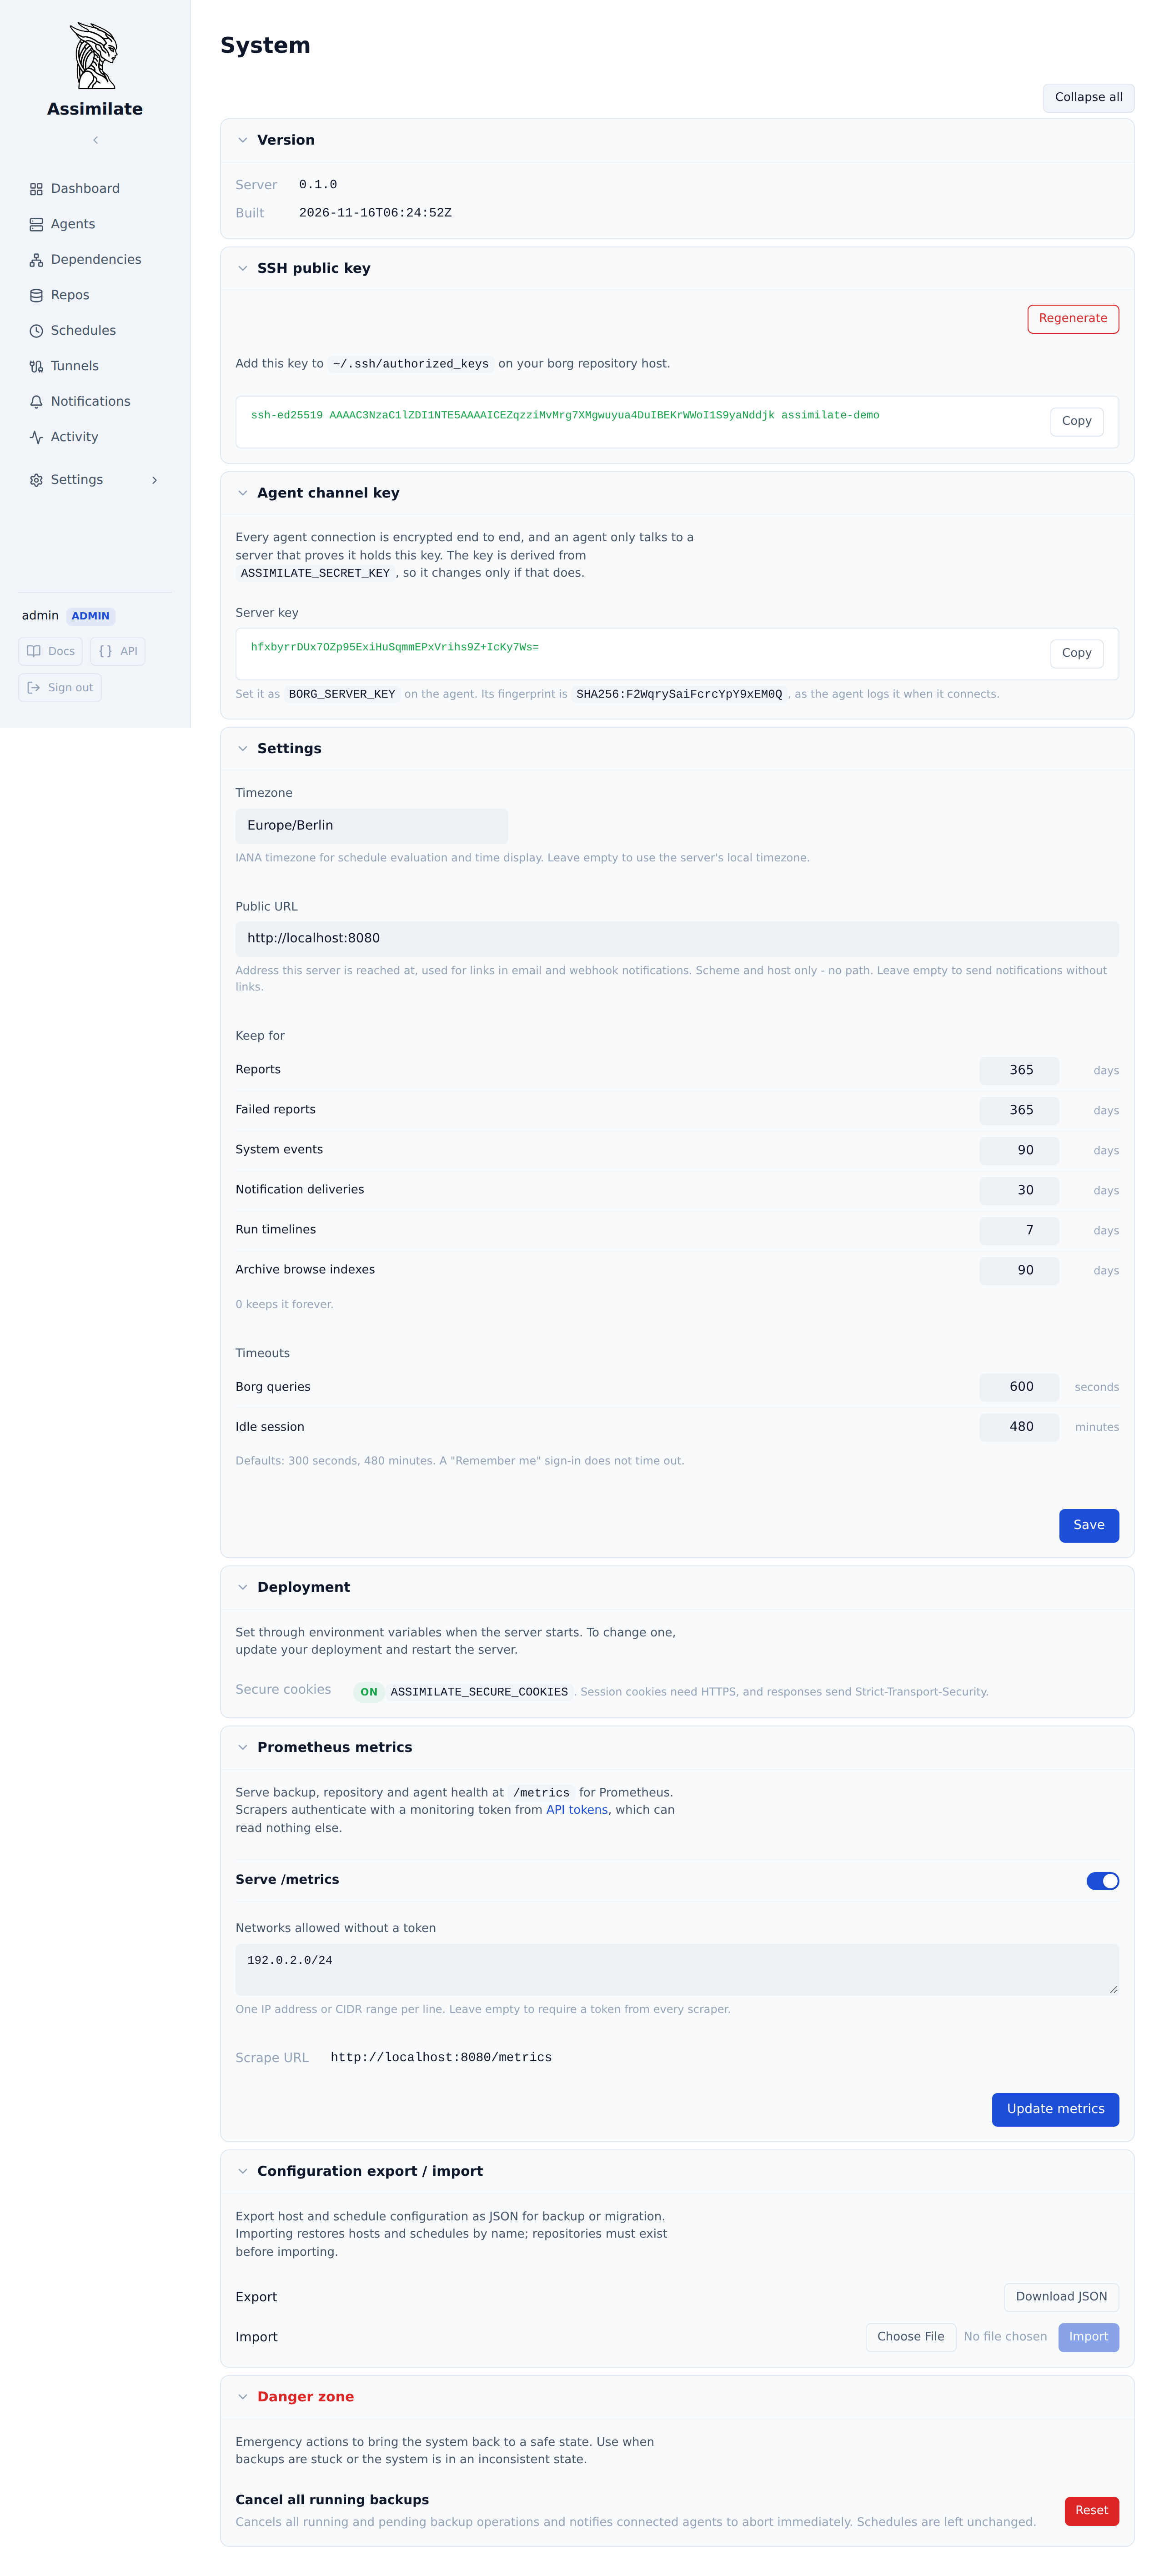 Assimilate
Dashboard
Agents
Dependencies
Repos
Schedules
Tunnels
Notifications
Activity
Settings
admin ADMIN
Docs
API
Sign out
System
Collapse all
Version
Server 0.1.0
Built 2026-11-16T06:24:52Z
SSH public key
Regenerate
Add this key to ~/.ssh/authorized_keys on your borg repository host.
ssh-ed25519 AAAAC3NzaC1lZDI1NTE5AAAAICEZqzziMvMrg7XMgwuyua4DuIBEKrWWoI1S9yaNddjk assimilate-demo
Copy
Agent channel key
Every agent connection is encrypted end to end, and an agent only talks to a
server that proves it holds this key. The key is derived from
ASSIMILATE_SECRET_KEY, so it changes only if that does.
Server key
hfxbyrrDUx7OZp95ExiHuSqmmEPxVrihs9Z+IcKy7Ws=
Copy
Set it as BORG_SERVER_KEY on the agent. Its fingerprint is SHA256:F2WqrySaiFcrcYpY9xEM0Q, as the agent logs it when it connects.
Settings
Timezone
Europe/Berlin
IANA timezone for schedule evaluation and time display. Leave empty to use the server's local timezone.
Public URL
http://localhost:8080
Address this server is reached at, used for links in email and webhook notifications. Scheme and host only - no path. Leave empty to send notifications without
links.
Keep for
Reports 365 days
Failed reports 365 days
System events 90 days
Notification deliveries 30 days
Run timelines 7 days
Archive browse indexes 90 days
0 keeps it forever.
Timeouts
Borg queries 600 seconds
Idle session 480 minutes
Defaults: 300 seconds, 480 minutes. A "Remember me" sign-in does not time out.
Save
Deployment
Set through environment variables when the server starts. To change one,
update your deployment and restart the server.
Secure cookies ON ASSIMILATE_SECURE_COOKIES. Session cookies need HTTPS, and responses send Strict-Transport-Security.
Prometheus metrics
Serve backup, repository and agent health at /metrics for Prometheus.
Scrapers authenticate with a monitoring token from API tokens, which can
read nothing else.
Serve /metrics
Networks allowed without a token
192.0.2.0/24
One IP address or CIDR range per line. Leave empty to require a token from every scraper.
Scrape URL http://localhost:8080/metrics
Update metrics
Configuration export / import
Export host and schedule configuration as JSON for backup or migration.
Importing restores hosts and schedules by name; repositories must exist
before importing.
Export Download JSON
Import Choose File No file chosen Import
Danger zone
Emergency actions to bring the system back to a safe state. Use when
backups are stuck or the system is in an inconsistent state.
Cancel all running backups
Cancels all running and pending backup operations and notifies connected agents to abort immediately. Schedules are left unchanged.
Reset